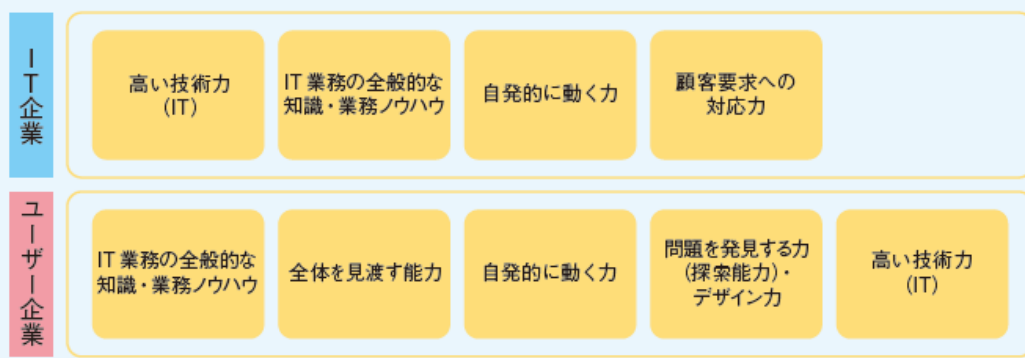 IT企業
高い技術力
(IT)
IT 業務の全般的な
知識・業務ノウハウ
自発的に動く力
顧客要求への
対応力
ユーザー企業
IT 業務の全般的な
知識・業務ノウハウ
全体を見渡す能力
自発的に動く力
問題を発見する力
(探索能力)・
デザイン力
高い技術力
(IT)